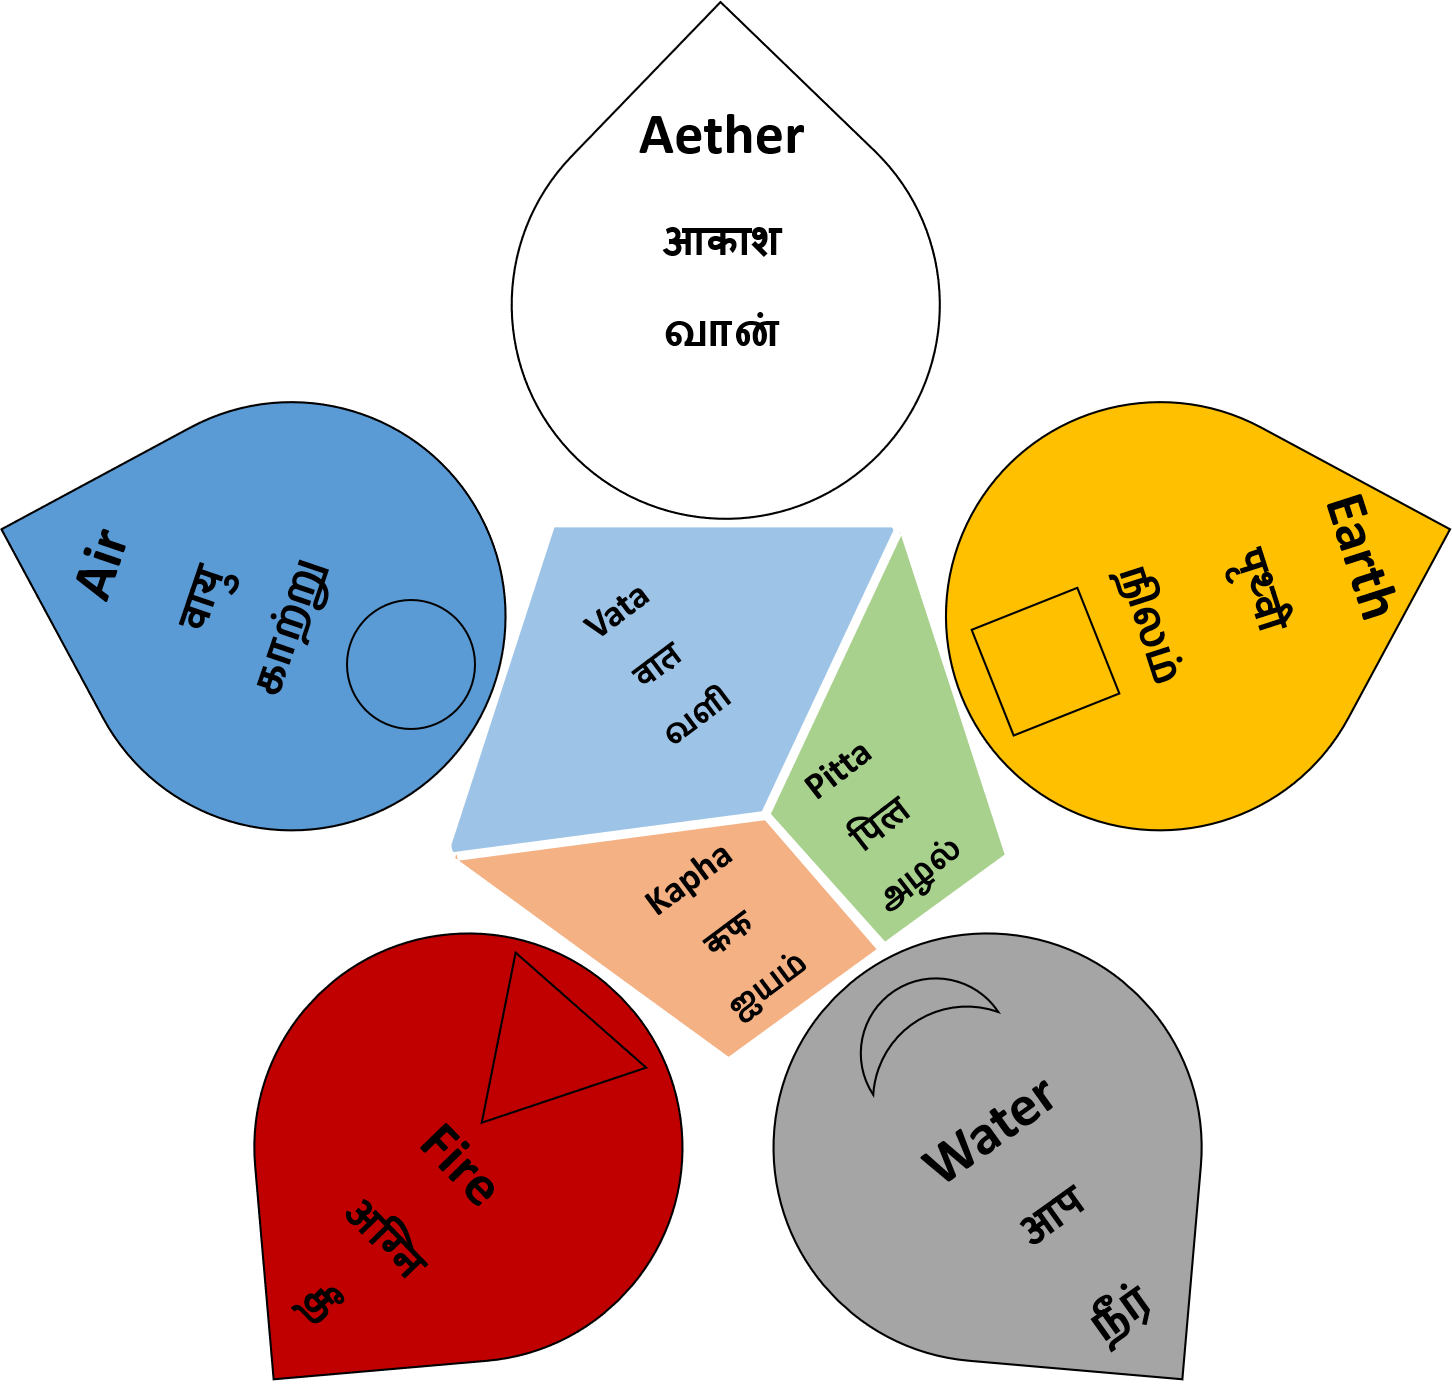 Aether
आकाश
வான்
Air
वायु
காற்று
Earth
पृथ्वी
நிலம்
Vata
वात
வளி
Pitta
पित्त
அழல்
Kapha
कफ
ஐயம்
Fire
अग्नि
தீ
Water
आप
நீர்